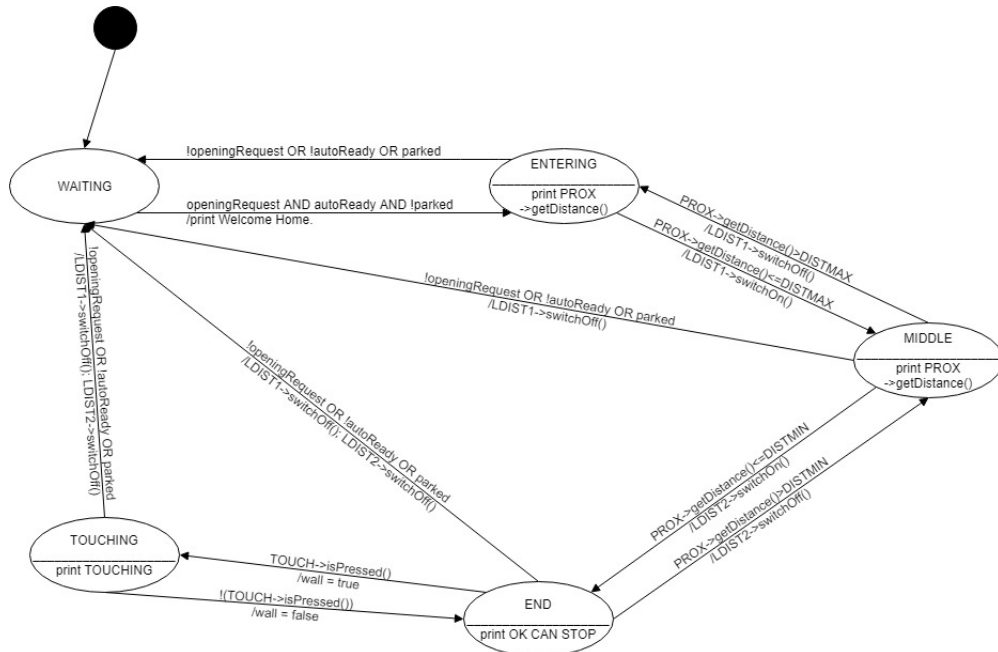 !openingRequest OR !autoReady OR parked
ENTERING
print PROX
->getDistance()
WAITING
openingRequest AND autoReady AND !parked
/print Welcome Home.
PROX->getDistance()>DISTMAX
/LDIST1->switchOff()
PROX->getDistance()<=DISTMAX
/LDIST1->switchOn()
!openingRequest OR !autoReady OR parked
/LDIST1->switchOff()
MIDDLE
print PROX
->getDistance()
!openingRequest OR !autoReady OR parked
/LDIST1->switchOff(); LDIST2->switchOff()
!openingRequest OR !autoReady OR parked
/LDIST1->switchOff(); LDIST2->switchOff()
PROX->getDistance()<=DISTMIN
/LDIST2->switchOn()
PROX->getDistance()>DISTMIN
/LDIST2->switchOff()
TOUCHING
print TOUCHING
TOUCH->isPressed()
/wall = true
!(TOUCH->isPressed())
/wall = false
END
print OK CAN STOP